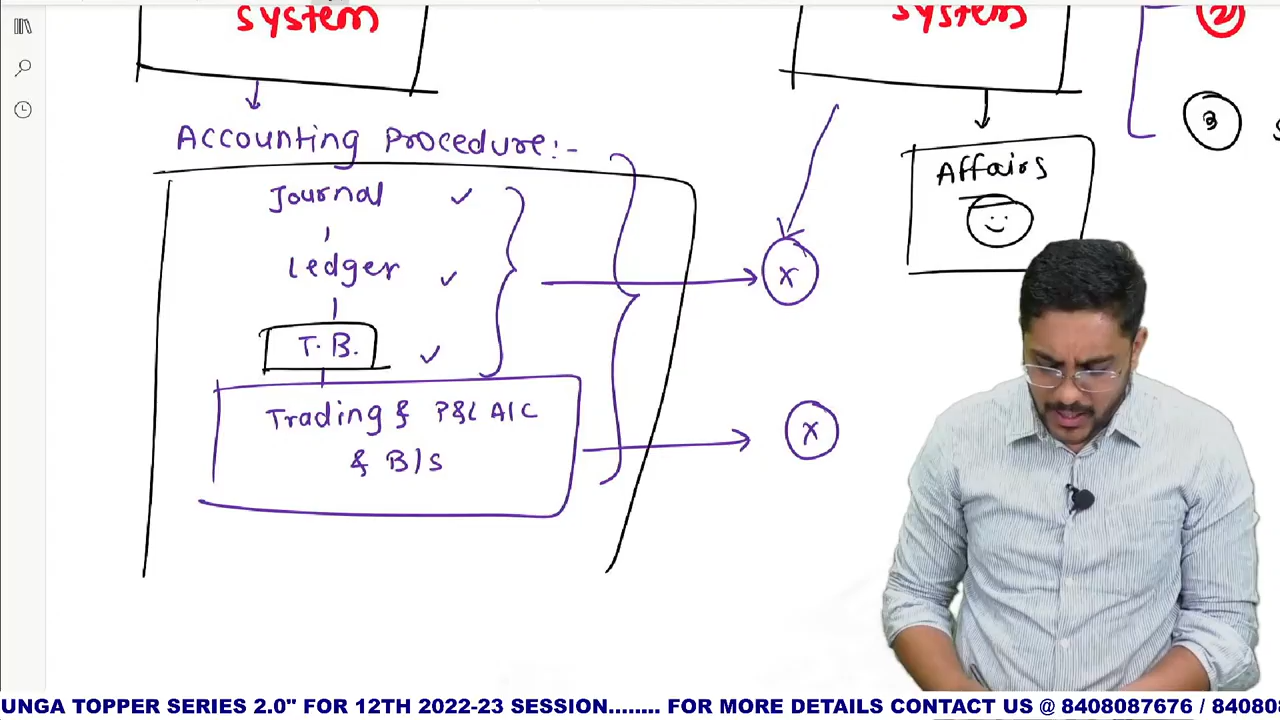 system
system
2
3
Accounting Procedure:-
Affairs
Journal ✓
Ledger ✓
x
T.B. ✓
Trading & P&L A/C
& B/S
x
UNGA TOPPER SERIES 2.0" FOR 12TH 2022-23 SESSION........ FOR MORE DETAILS CONTACT US @ 8408087676 / 84080